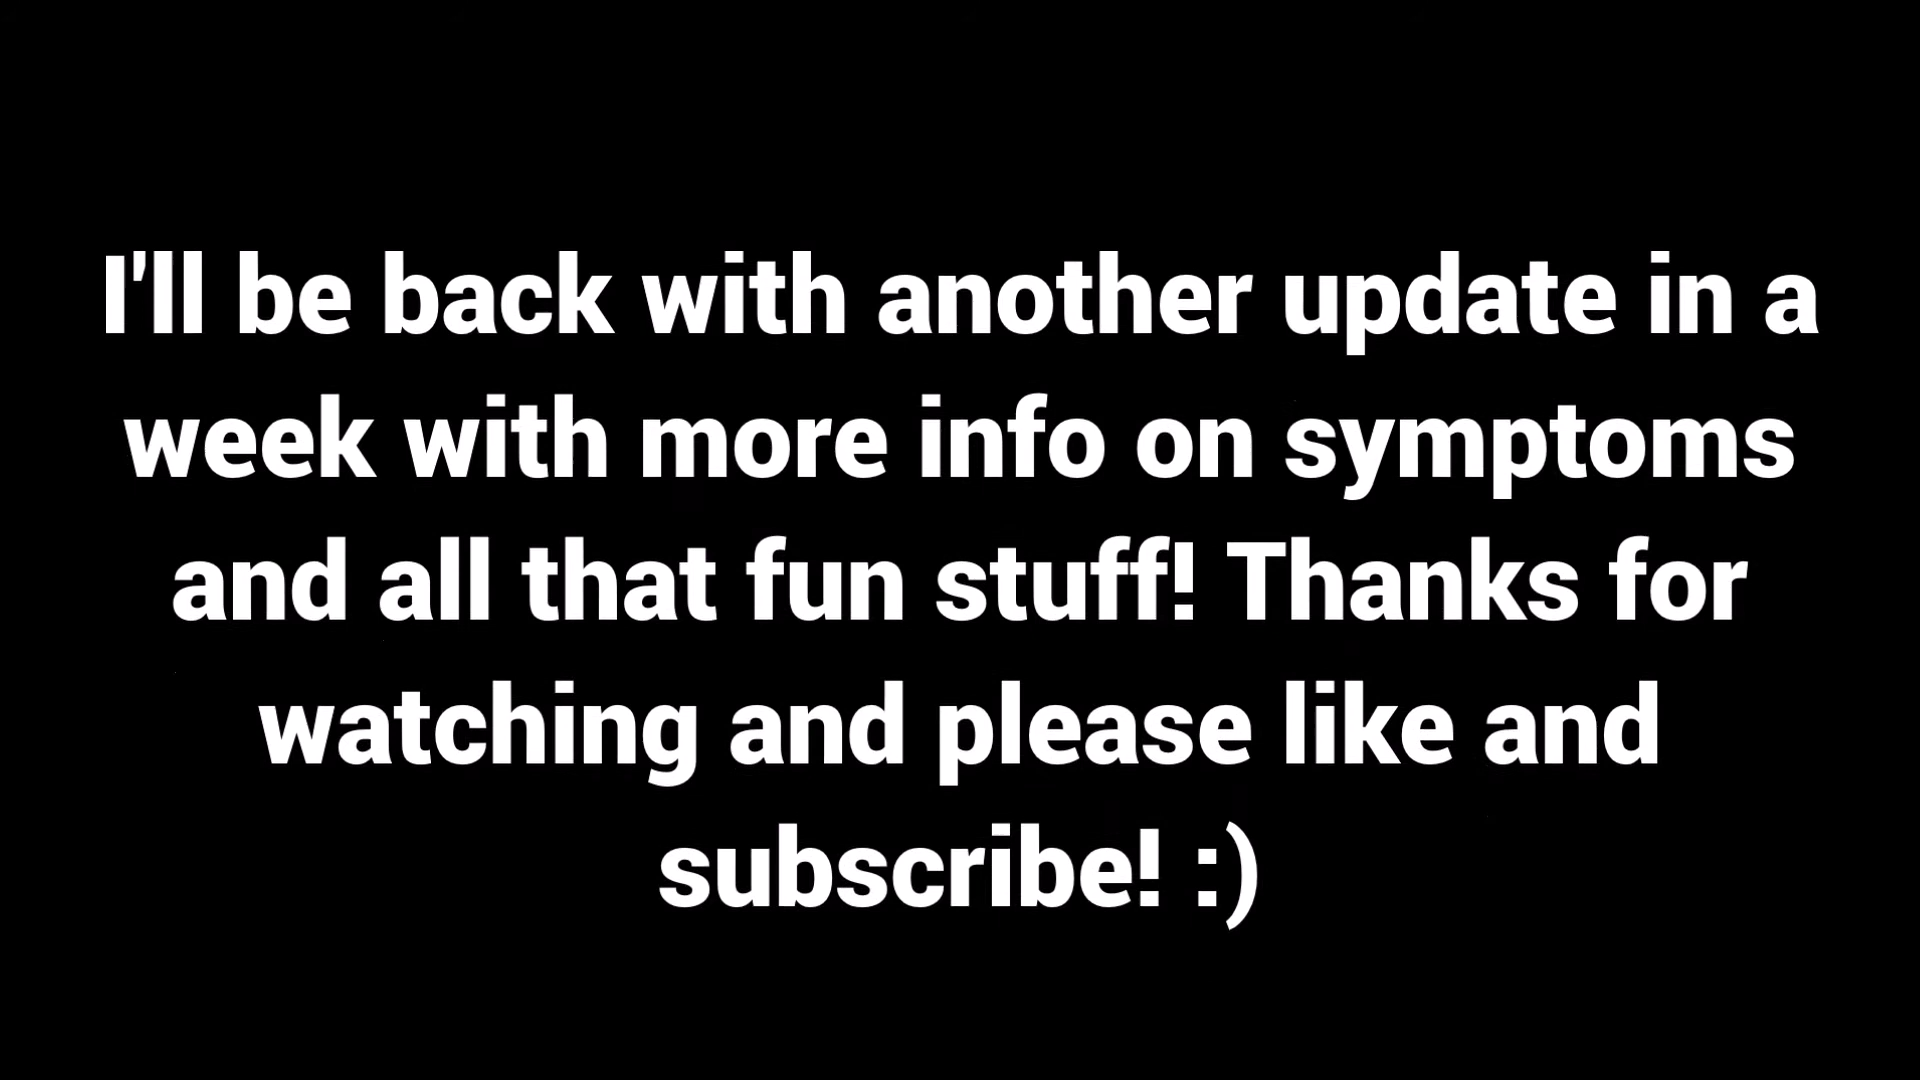 I'll be back with another update in a
week with more info on symptoms
and all that fun stuff! Thanks for
watching and please like and
subscribe! :)